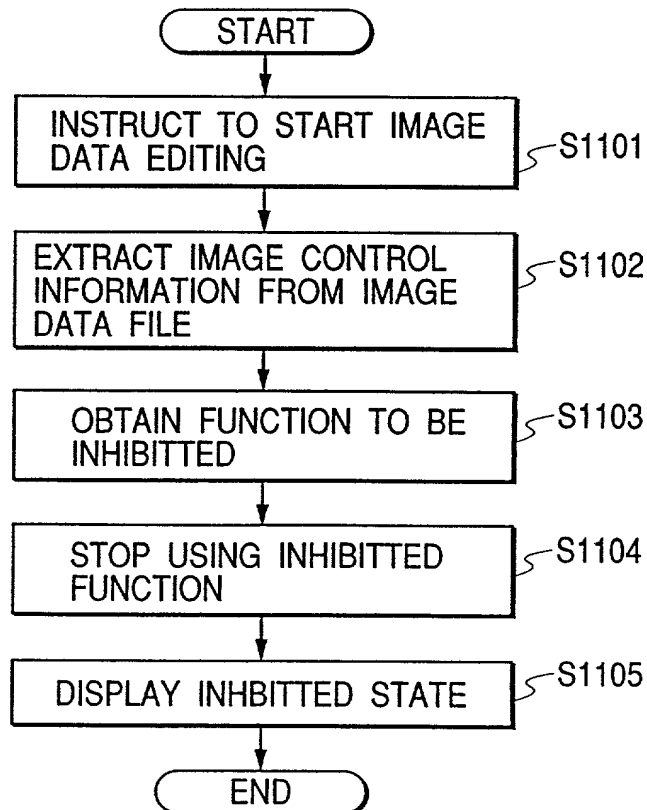 START
INSTRUCT TO START IMAGE
DATA EDITING
S1101
EXTRACT IMAGE CONTROL
INFORMATION FROM IMAGE
DATA FILE
S1102
OBTAIN FUNCTION TO BE
INHIBITTED
S1103
STOP USING INHIBITTED
FUNCTION
S1104
DISPLAY INHBITTED STATE
S1105
END